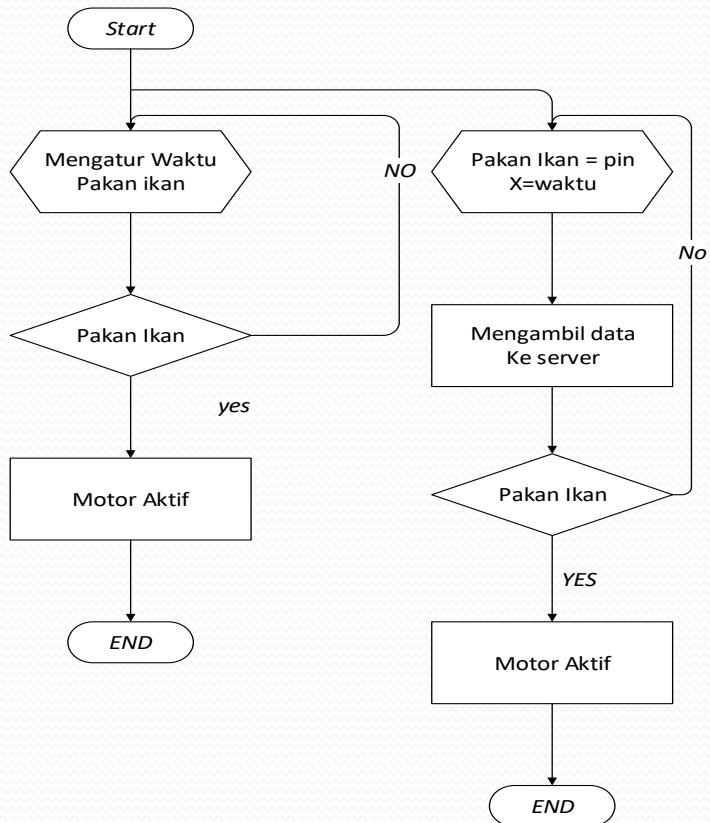 Start
Mengatur Waktu
Pakan ikan
NO
Pakan Ikan
yes
Motor Aktif
END
Pakan Ikan = pin
X=waktu
No
Mengambil data
Ke server
Pakan Ikan
YES
Motor Aktif
END